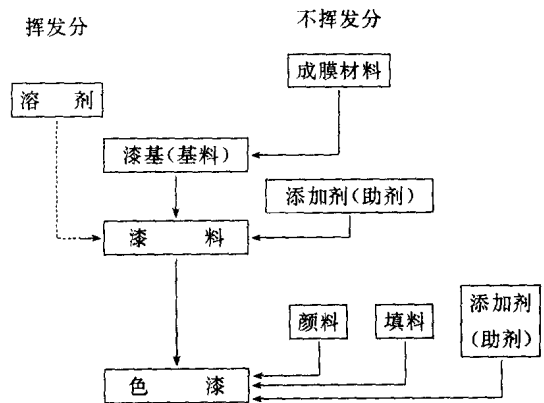 挥发分
不挥发分
成膜材料
溶 剂
漆基(基料)
添加剂(助剂)
漆 料
颜料
填料
添加剂
(助剂)
色 漆